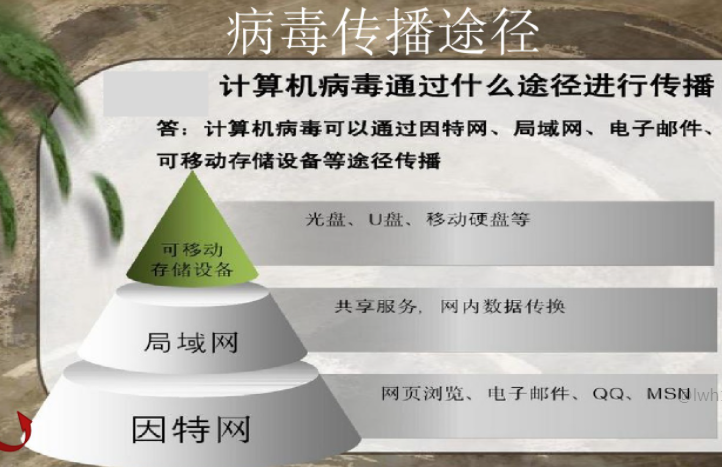 病毒传播途径
计算机病毒通过什么途径进行传播
答：计算机病毒可以通过因特网、局域网、电子邮件、
可移动存储设备等途径传播
可移动
存储设备
光盘、U盘、移动硬盘等
局域网
共享服务，网内数据传换
因特网
网页浏览、电子邮件、QQ、MSN